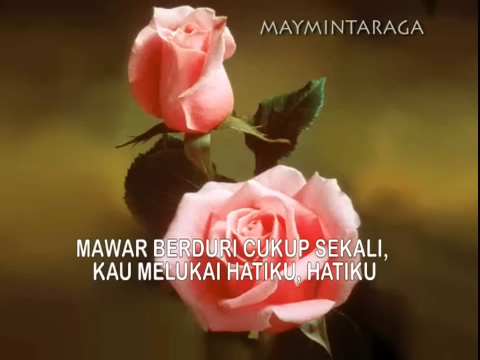 MAYMINTARAGA
MAWAR BERDURI CUKUP SEKALI,
KAU MELUKAI HATIKU, HATIKU